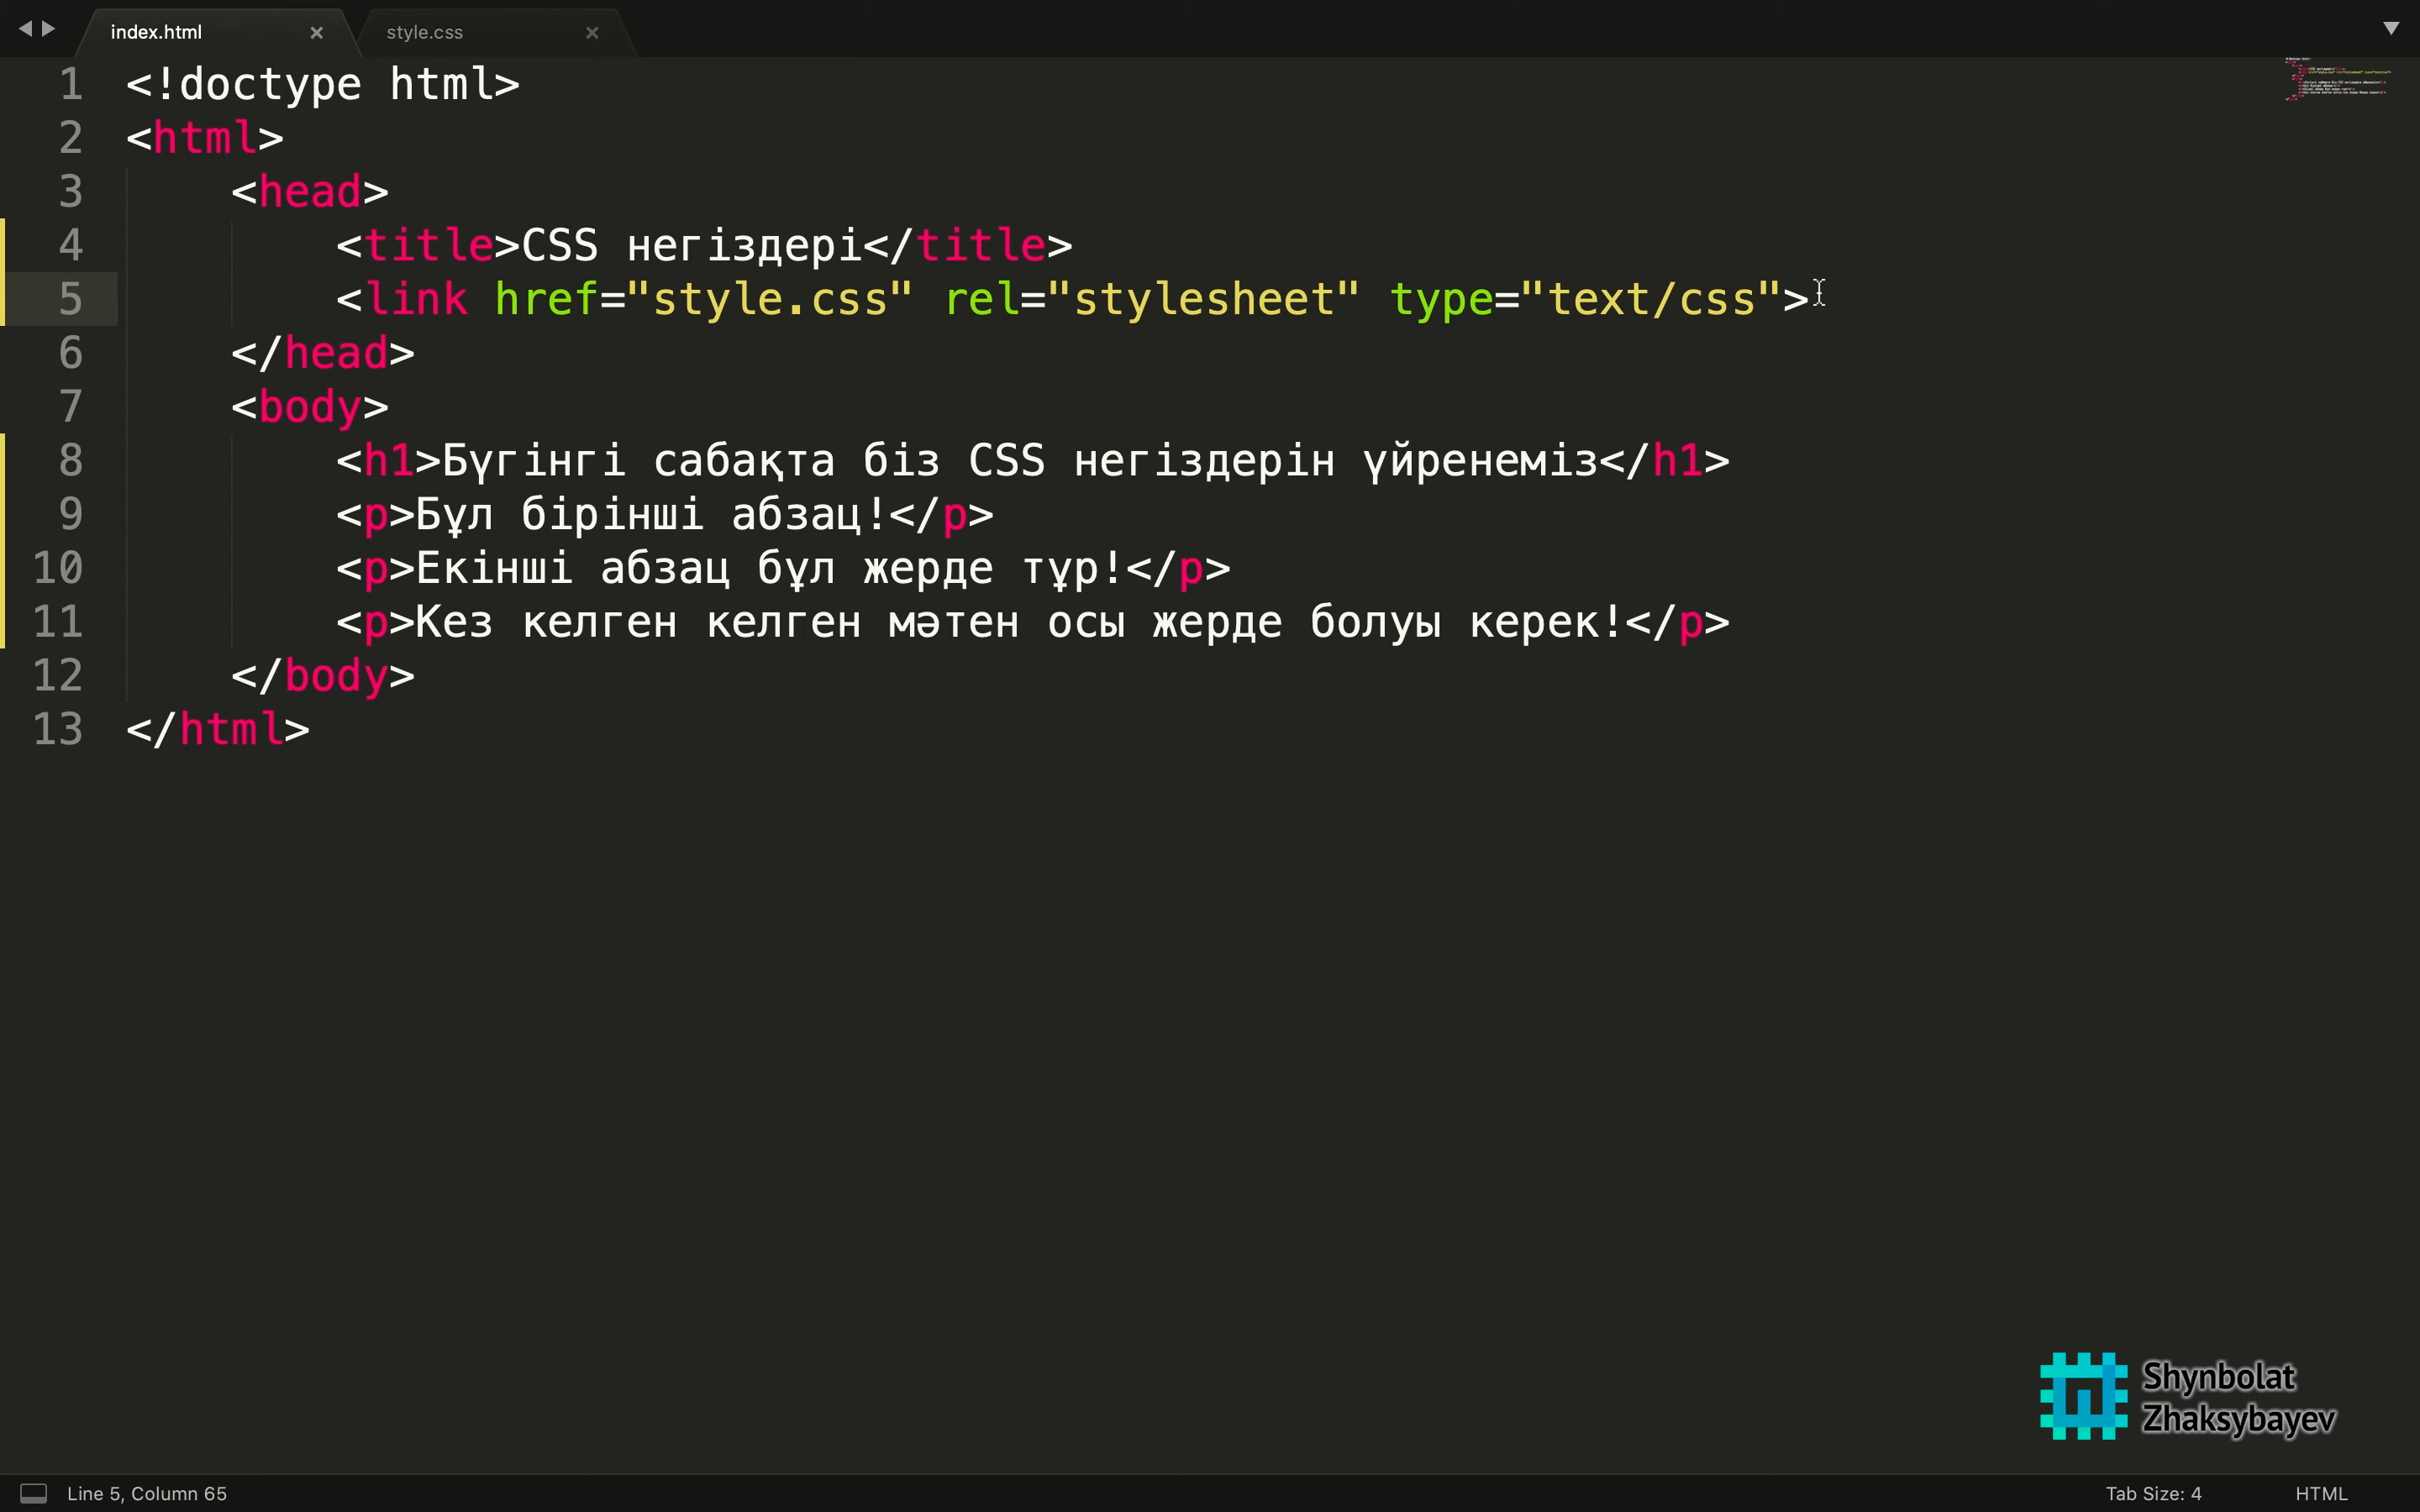 index.html × style.css ×
1 <!doctype html>
2 <html>
3 <head>
4 <title>CSS негіздері</title>
5 <link href="style.css" rel="stylesheet" type="text/css">
6 </head>
7 <body>
8 <h1>Бүгінгі сабақта біз CSS негіздерін үйренеміз</h1>
9 <p>Бұл бірінші абзац!</p>
10 <p>Екінші абзац бұл жерде тұр!</p>
11 <p>Кез келген келген мәтен осы жерде болуы керек!</p>
12 </body>
13 </html>
Shynbolat
Zhaksybayev
Line 5, Column 65 Tab Size: 4 HTML